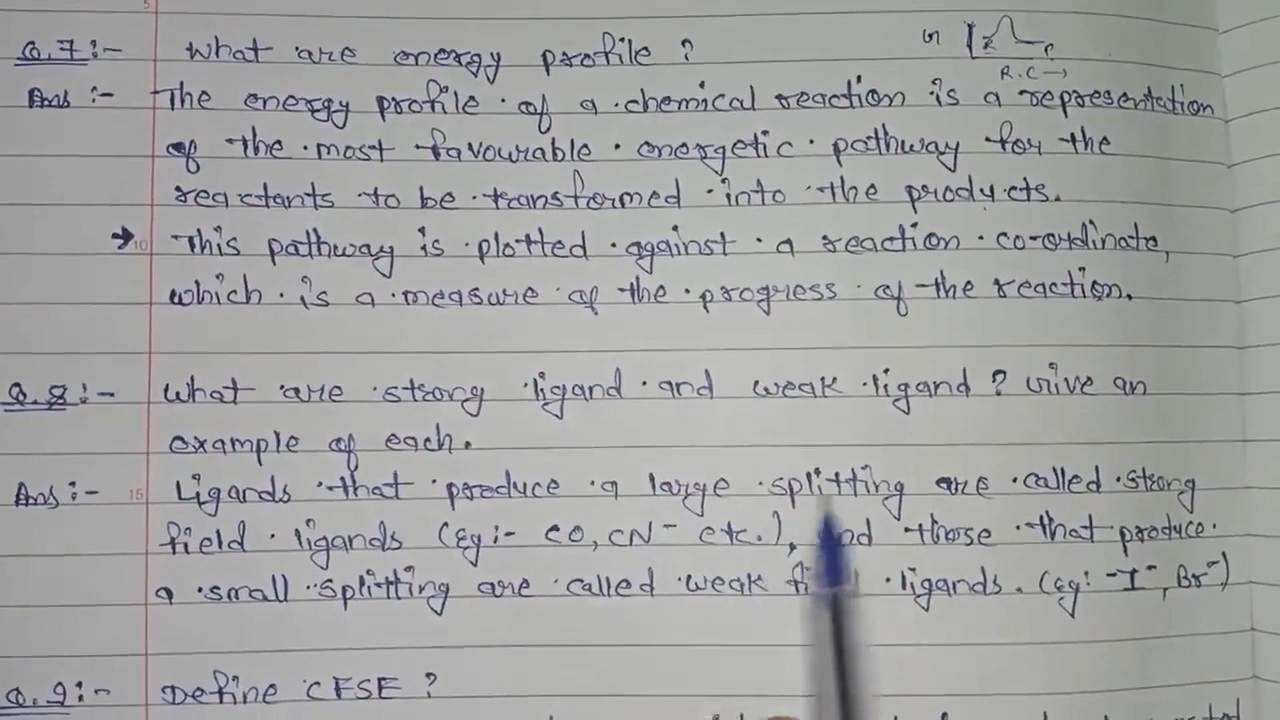 Q.7:- What are energy profile ?
G R P
R.C →
Ans :- The energy profile of a chemical reaction is a representation
of the most favourable energetic pathway for the
reactants to be transformed into the products.
→ 10 This pathway is plotted against a reaction co-ordinate,
which is a measure of the progress of the reaction.
Q.8:- What are strong ligand and weak ligand ? Give an
example of each.
Ans:- 15 Ligands that produce a large splitting are called strong
field ligands (Eg:- CO, CN⁻ etc.), and those that produce
a small splitting are called weak ligands. (Eg:- I⁻, Br⁻)
Q.9:- Define CFSE ?